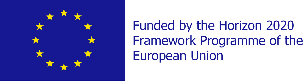 Funded by the Horizon 2020
Framework Programme of the
European Union